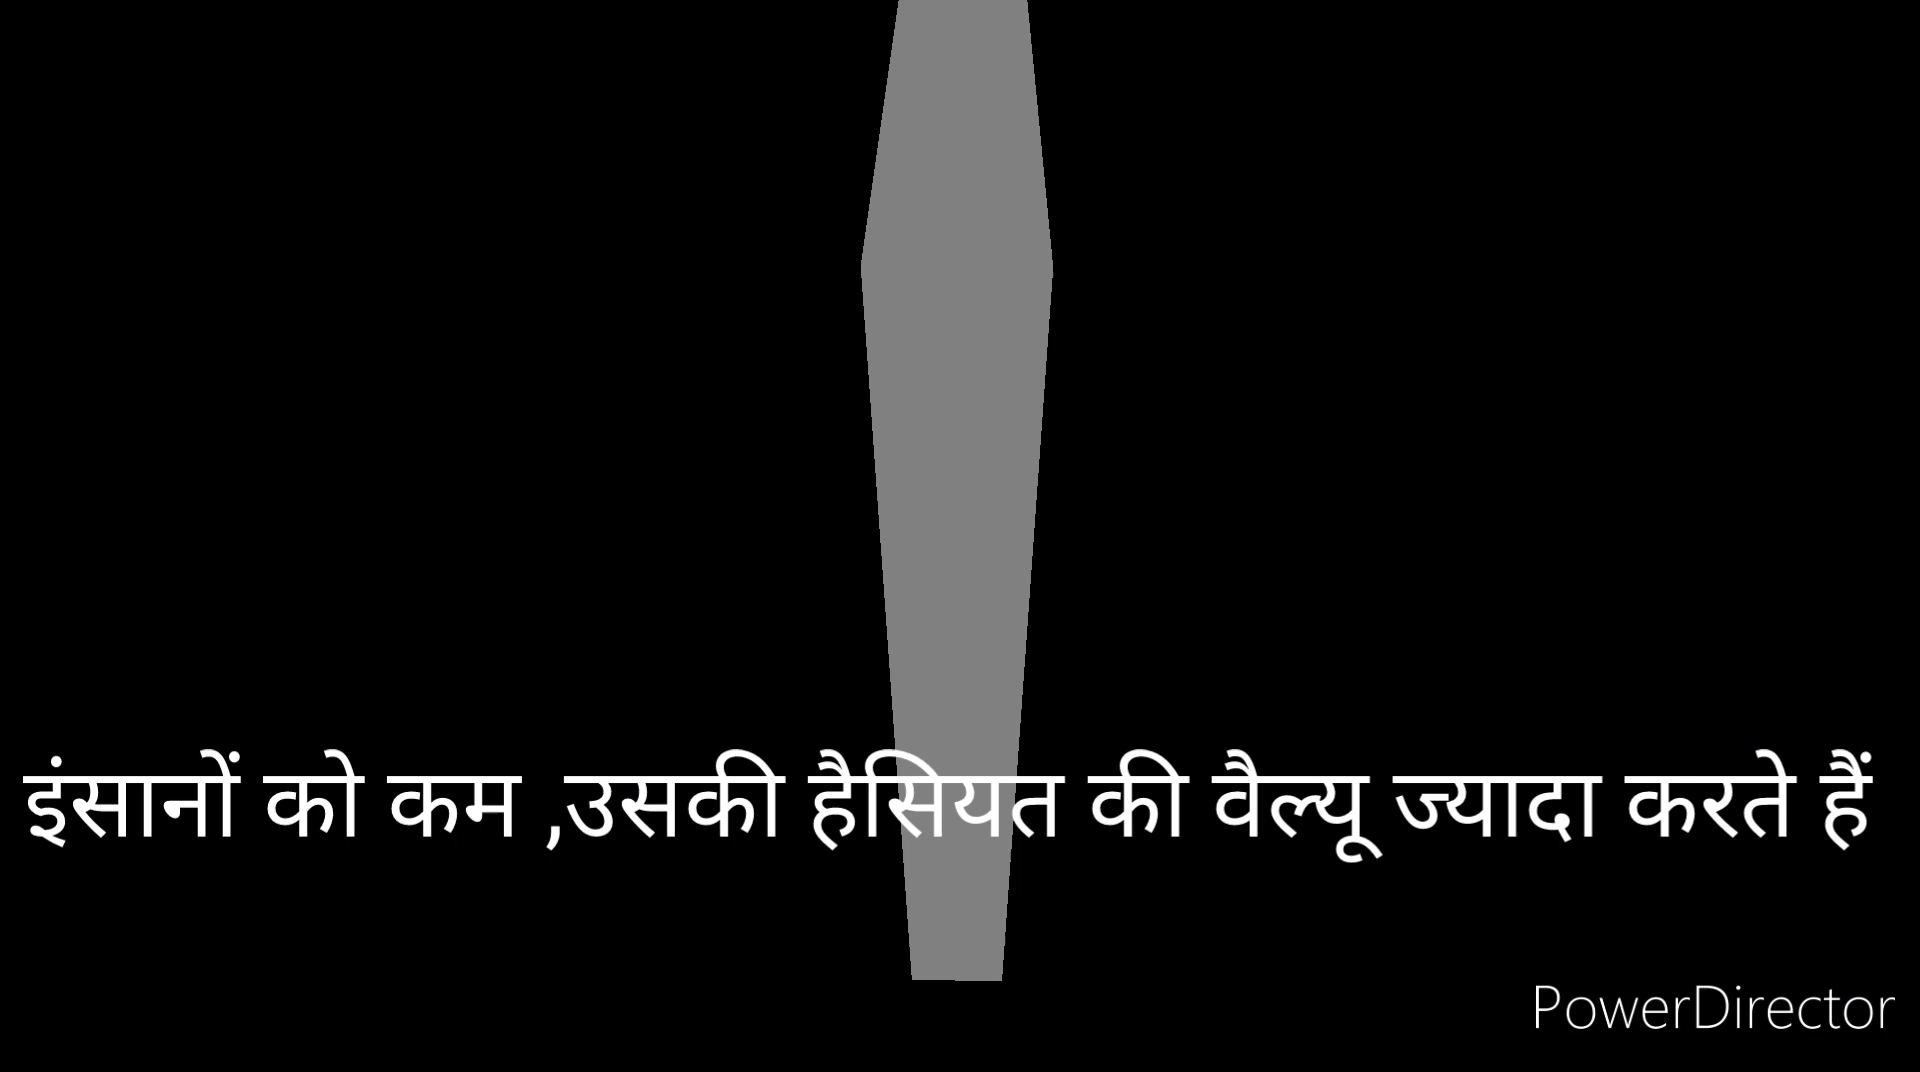 इंसानों को कम ,उसकी हैसियत की वैल्यू ज्यादा करते हैं
PowerDirector